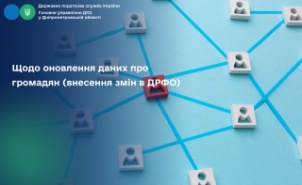 Державна податкова служба України
Головне управління ДПС
у Дніпропетровській області
Щодо оновлення даних про
громадян (внесення змін в ДРФО)